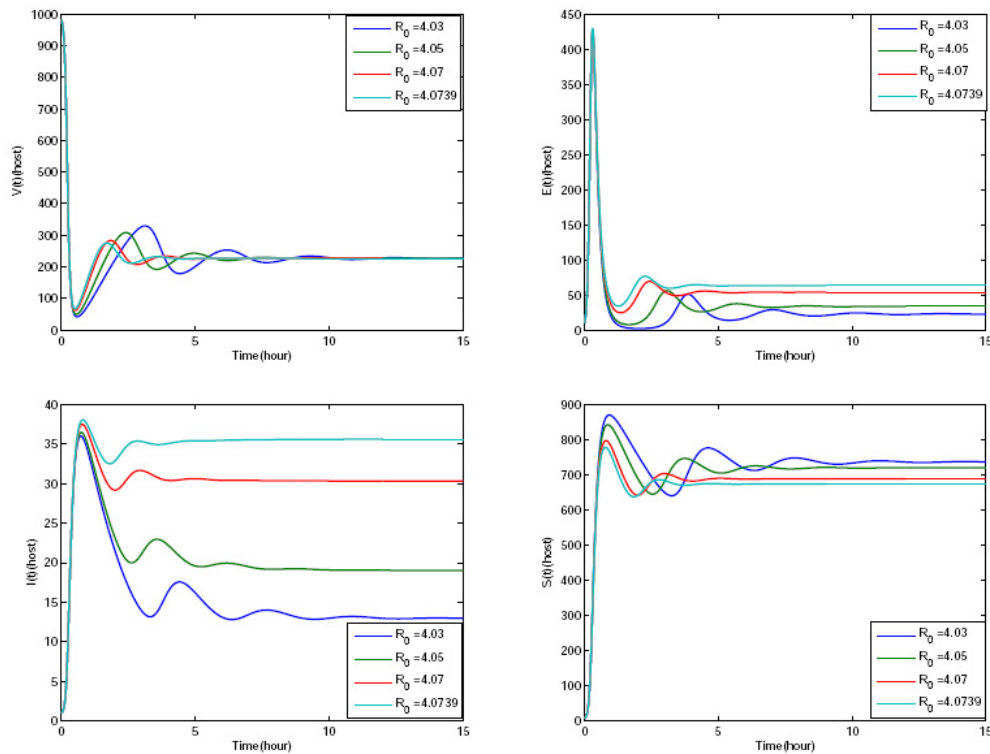 1000
900
800
700
600
500
400
300
200
100
0
V(t)(host)
0 5 10 15
Time(hour)
R0 =4.03
R0 =4.05
R0 =4.07
R0 =4.0739
450
400
350
300
250
200
150
100
50
0
E(t)(host)
0 5 10 15
Time(hour)
R0 =4.03
R0 =4.05
R0 =4.07
R0 =4.0739
40
35
30
25
20
15
10
5
0
I(t)(host)
0 5 10 15
Time(hour)
R0 =4.03
R0 =4.05
R0 =4.07
R0 =4.0739
900
800
700
600
500
400
300
200
100
0
S(t)(host)
0 5 10 15
Time(hour)
R0 =4.03
R0 =4.05
R0 =4.07
R0 =4.0739